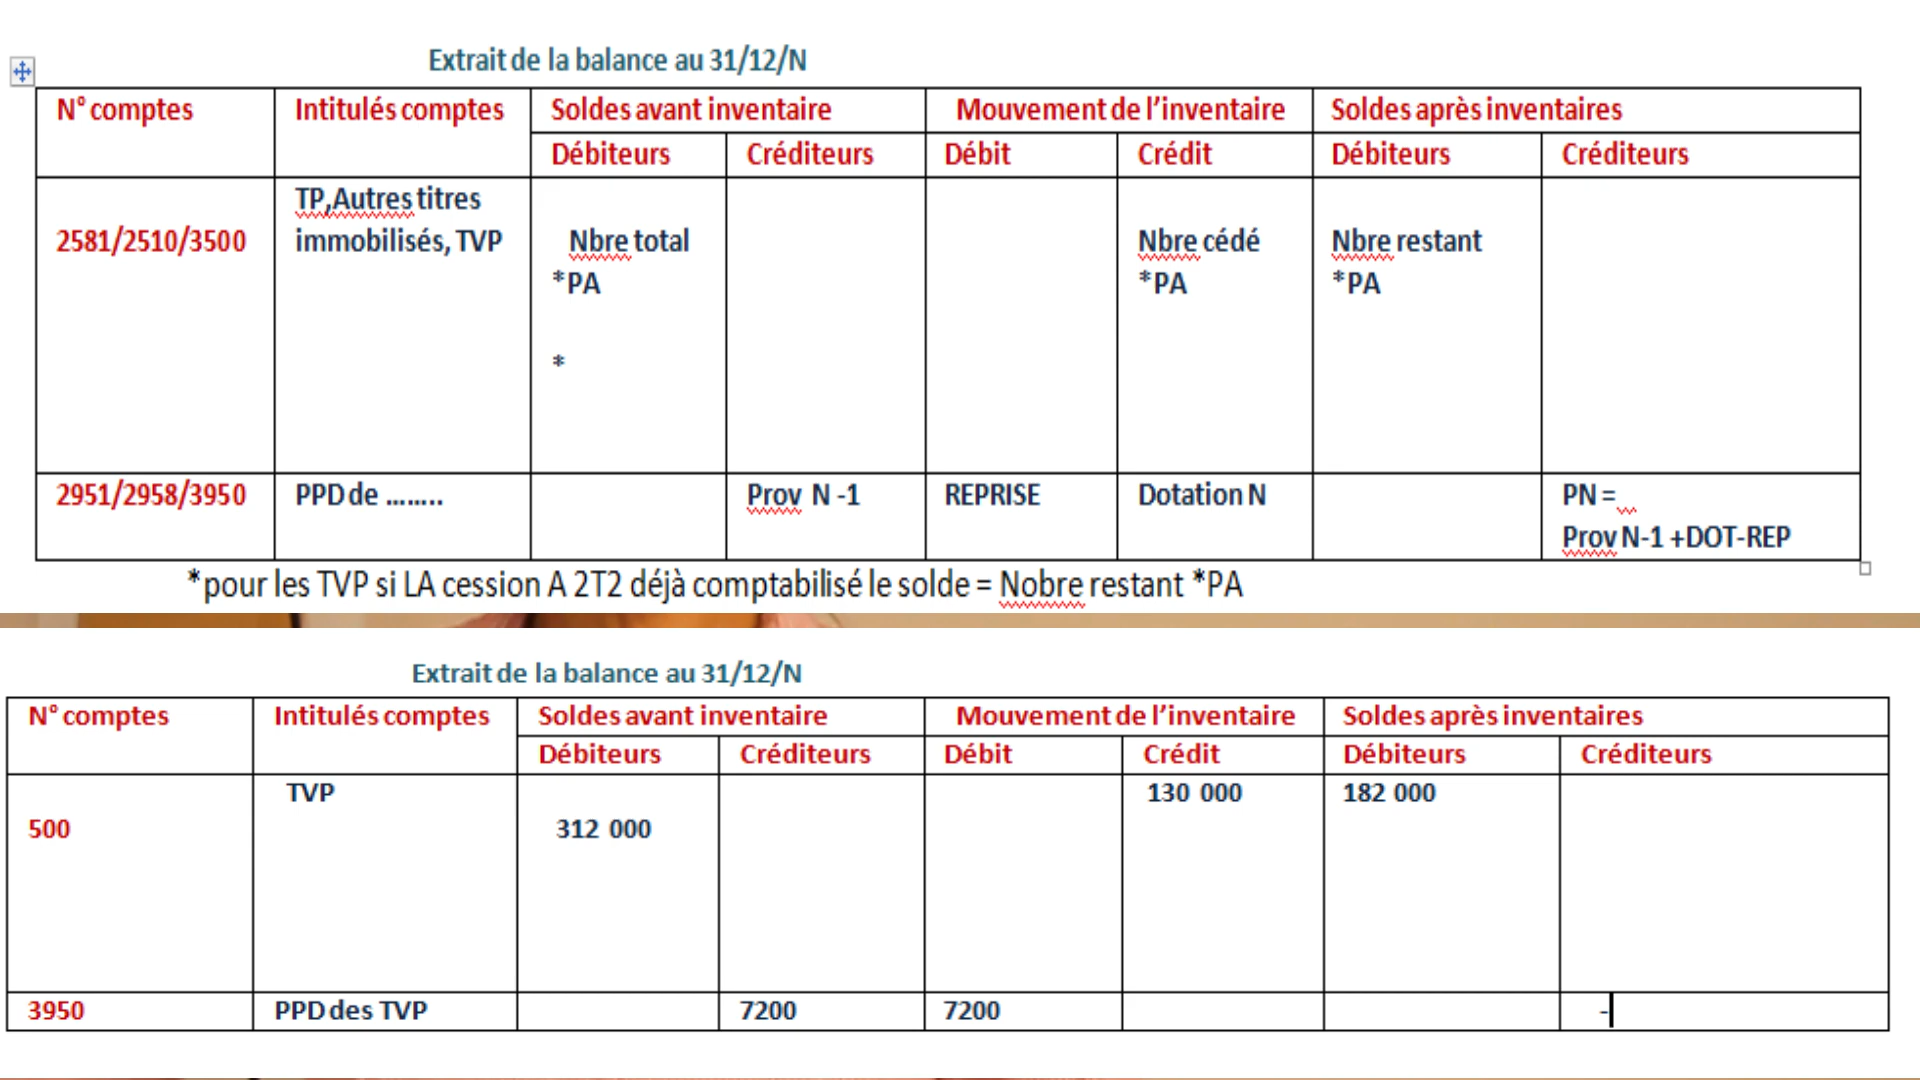 Extrait de la balance au 31/12/N
N° comptes Intitulés comptes Soldes avant inventaire Mouvement de l'inventaire Soldes après inventaires
Débiteurs Créditeurs Débit Crédit Débiteurs Créditeurs
TP,Autres titres
2581/2510/3500 immobilisés, TVP Nbre total Nbre cédé Nbre restant
*PA *PA *PA
*
2951/2958/3950 PPD de ........ Prov N -1 REPRISE Dotation N PN =
Prov N-1 +DOT-REP
*pour les TVP si LA cession A 2T2 déjà comptabilisé le solde = Nobre restant *PA
Extrait de la balance au 31/12/N
N° comptes Intitulés comptes Soldes avant inventaire Mouvement de l'inventaire Soldes après inventaires
Débiteurs Créditeurs Débit Crédit Débiteurs Créditeurs
TVP 130 000 182 000
500 312 000
3950 PPD des TVP 7200 7200 -